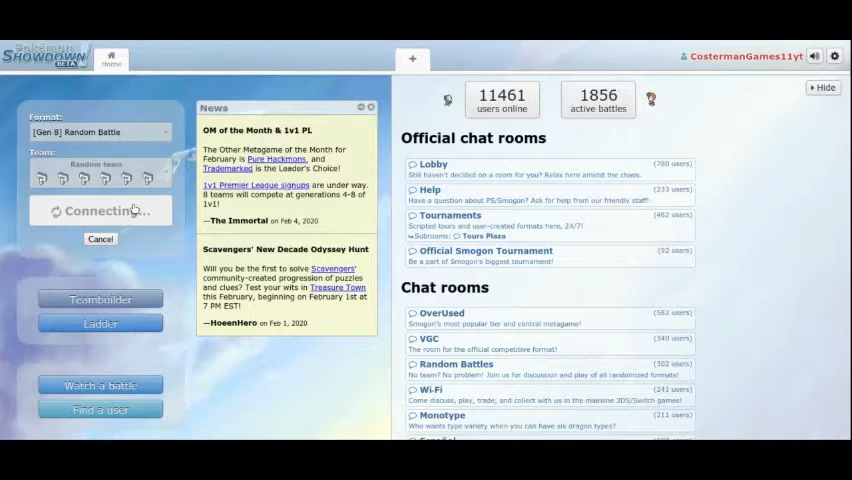 Pokémon
SHOWDOWN!
BETA
Home
+
CostermanGames11yt
Format:
[Gen 8] Random Battle
Team:
Random team
Connecting...
Cancel
Teambuilder
Ladder
Watch a battle
Find a user
News
OM of the Month & 1v1 PL
The Other Metagame of the Month for
February is Pure Hackmons, and
Trademarked is the Leader's Choice!
1v1 Premier League signups are under way.
8 teams will compete at generations 4-8 of
1v1!
—The Immortal on Feb 4, 2020
Scavengers' New Decade Odyssey Hunt
Will you be the first to solve Scavengers'
community-created progression of puzzles
and clues? Test your wits in Treasure Town
this February, beginning on February 1st at
7 PM EST!
—HoeenHero on Feb 1, 2020
11461
users online
1856
active battles
Hide
Official chat rooms
Lobby (780 users)
Still haven't decided on a room for you? Relax here amidst the chaos.
Help (233 users)
Have a question about PS/Smogon? Ask for help from our friendly staff!
Tournaments (462 users)
Scripted tours and user-created formats here, 24/7!
Subrooms: Tours Plaza
Official Smogon Tournament (92 users)
Be a part of Smogon's biggest tournament!
Chat rooms
OverUsed (582 users)
Smogon's most popular tier and central metagame!
VGC (340 users)
The room for the official competitive format!
Random Battles (302 users)
No team? No problem! Join us for discussion and play of all randomized formats!
Wi-Fi (241 users)
Come discuss, play, trade, and collect with us in the mainline 3DS/Switch games!
Monotype (211 users)
Who wants type variety when you can have six dragon types?